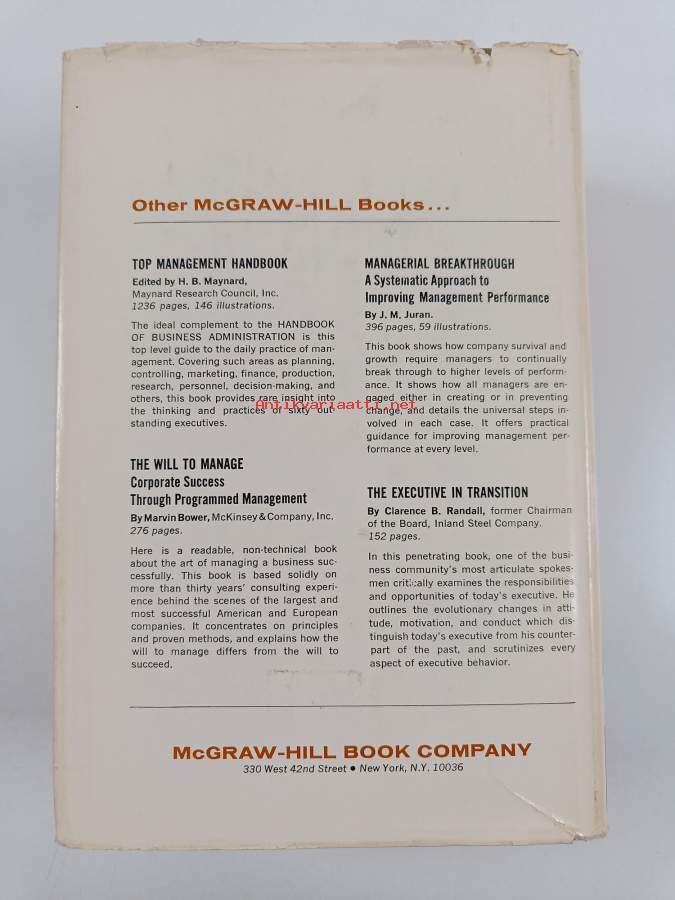 Other McGRAW-HILL Books...
TOP MANAGEMENT HANDBOOK
Edited by H. B. Maynard,
Maynard Research Council, Inc.
1236 pages, 146 illustrations.
The ideal complement to the HANDBOOK
OF BUSINESS ADMINISTRATION is this
top level guide to the daily practice of man-
agement. Covering such areas as planning,
controlling, marketing, finance, production,
research, personnel, decision-making, and
others, this book provides rare insight into
the thinking and practices of sixty out
standing executives.
THE WILL TO MANAGE
Corporate Success
Through Programmed Management
By Marvin Bower, McKinsey & Company, Inc.
276 pages.
Here is a readable, non-technical book
about the art of managing a business suc-
cessfully. This book is based solidly on
more than thirty years' consulting experi-
ence behind the scenes of the largest and
most successful American and European
companies. It concentrates on principles
and proven methods, and explains how the
will to manage differs from the will to
succeed.
MANAGERIAL BREAKTHROUGH
A Systematic Approach to
Improving Management Performance
By J. M. Juran.
396 pages, 59 illustrations.
This book shows how company survival and
growth require managers to continually
break through to higher levels of perform-
ance. It shows how all managers are en-
gaged either in creating or in preventing
change, and details the universal steps in-
volved in each case. It offers practical
guidance for improving management per-
formance at every level.
THE EXECUTIVE IN TRANSITION
By Clarence B. Randall, former Chairman
of the Board, Inland Steel Company.
152 pages.
In this penetrating book, one of the busi-
ness community's most articulate spokes-
men critically examines the responsibilities
and opportunities of today's executive. He
outlines the evolutionary changes in atti-
tude, motivation, and conduct which dis-
tinguish today's executive from his counter-
part of the past, and scrutinizes every
aspect of executive behavior.
McGRAW-HILL BOOK COMPANY
330 West 42nd Street • New York, N.Y. 10036
Antikvariaatti.net